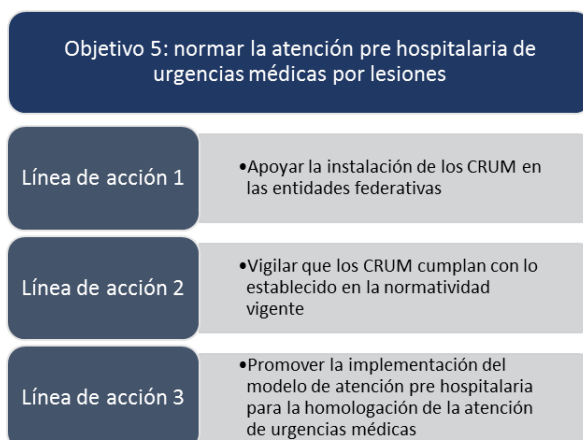 Objetivo 5: normar la atención pre hospitalaria de
urgencias médicas por lesiones
Línea de acción 1
•Apoyar la instalación de los CRUM en
las entidades federativas
Línea de acción 2
•Vigilar que los CRUM cumplan con lo
establecido en la normatividad
vigente
Línea de acción 3
•Promover la implementación del
modelo de atención pre hospitalaria
para la homologación de la atención
de urgencias médicas